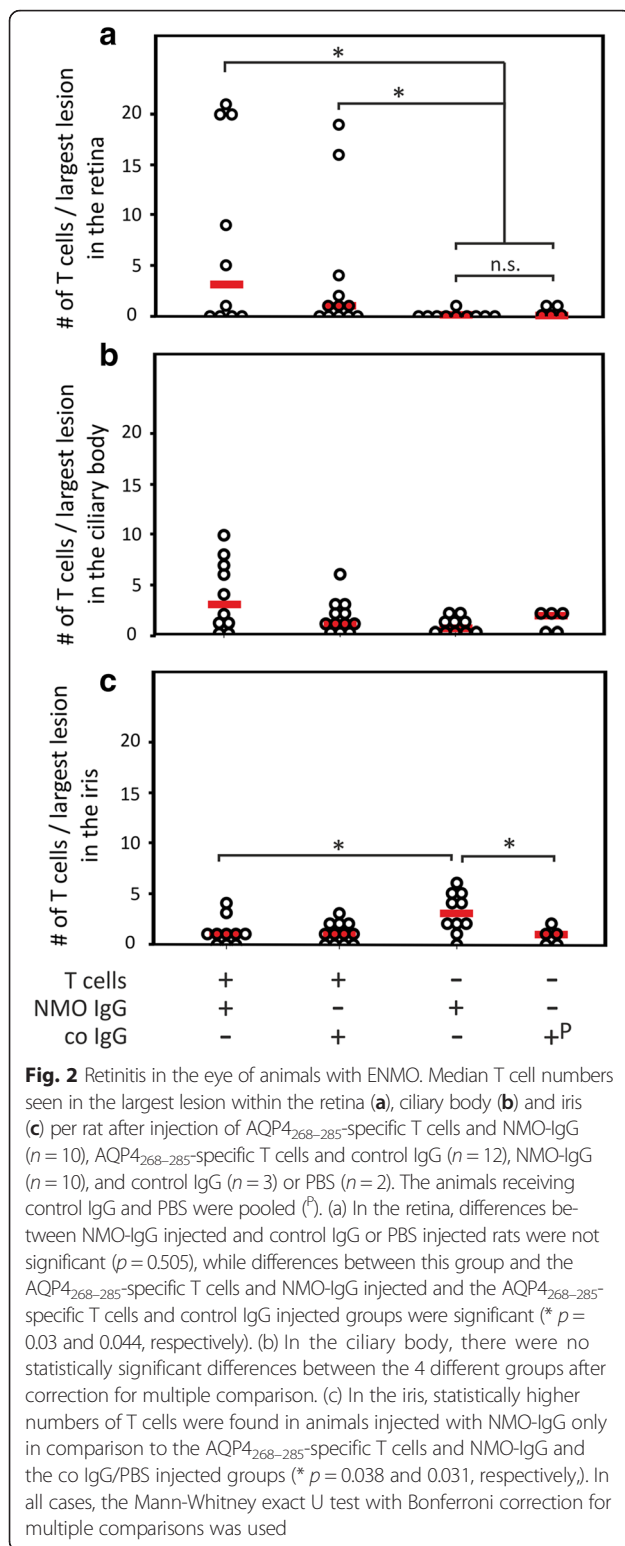 a
# of T cells / largest lesion
in the retina
20
15
10
5
0
*
*
n.s.
b
# of T cells / largest lesion
in the ciliary body
20
15
10
5
0
c
# of T cells / largest lesion
in the iris
20
15
10
5
0
*
*
T cells + + – –
NMO IgG + – + –
co IgG – + – +ᴾ
Fig. 2 Retinitis in the eye of animals with ENMO. Median T cell numbers
seen in the largest lesion within the retina (a), ciliary body (b) and iris
(c) per rat after injection of AQP4₂₆₈₋₂₈₅-specific T cells and NMO-IgG
(n = 10), AQP4₂₆₈₋₂₈₅-specific T cells and control IgG (n = 12), NMO-IgG
(n = 10), and control IgG (n = 3) or PBS (n = 2). The animals receiving
control IgG and PBS were pooled (ᴾ). (a) In the retina, differences be-
tween NMO-IgG injected and control IgG or PBS injected rats were not
significant (p = 0.505), while differences between this group and the
AQP4₂₆₈₋₂₈₅-specific T cells and NMO-IgG injected and the AQP4₂₆₈₋₂₈₅-
specific T cells and control IgG injected groups were significant (* p =
0.03 and 0.044, respectively). (b) In the ciliary body, there were no
statistically significant differences between the 4 different groups after
correction for multiple comparison. (c) In the iris, statistically higher
numbers of T cells were found in animals injected with NMO-IgG only
in comparison to the AQP4₂₆₈₋₂₈₅-specific T cells and NMO-IgG and
the co IgG/PBS injected groups (* p = 0.038 and 0.031, respectively,). In
all cases, the Mann-Whitney exact U test with Bonferroni correction for
multiple comparisons was used